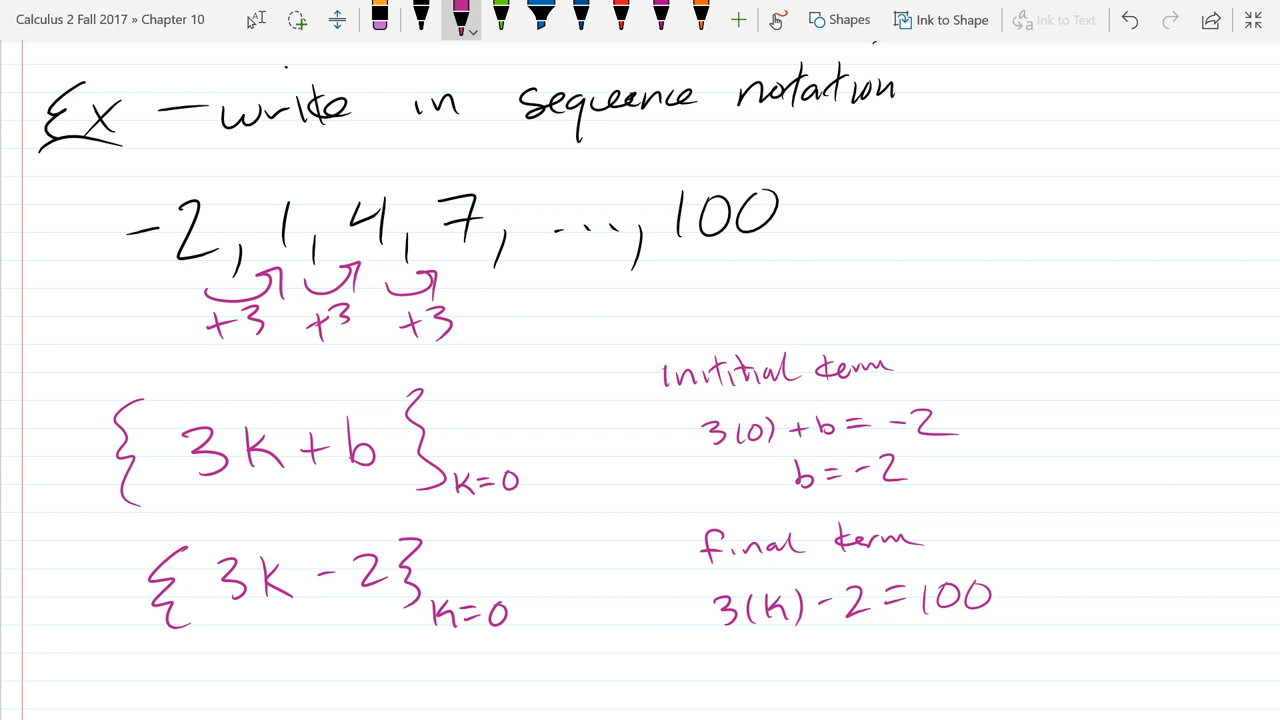 Calculus 2 Fall 2017 » Chapter 10
Shapes
Ink to Shape
Ink to Text
Ex – write in sequence notation
-2, 1, 4, 7, ..., 100
+3 +3 +3
initial term
{ 3k + b }k=0
3(0) + b = -2
b = -2
final term
{ 3k - 2 }k=0
3(k) - 2 = 100